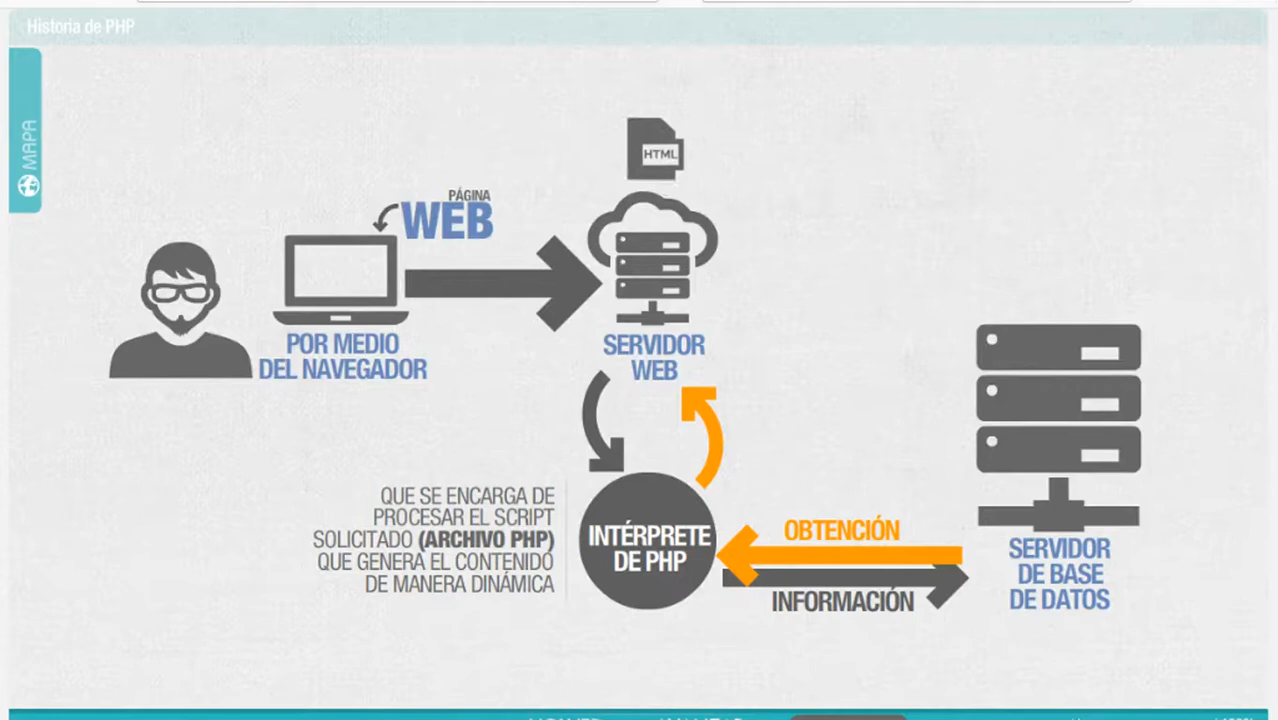 Historia de PHP
MAPA
HTML
PÁGINA
WEB
POR MEDIO
DEL NAVEGADOR
SERVIDOR
WEB
QUE SE ENCARGA DE
PROCESAR EL SCRIPT
SOLICITADO (ARCHIVO PHP)
QUE GENERA EL CONTENIDO
DE MANERA DINÁMICA
INTÉRPRETE
DE PHP
OBTENCIÓN
INFORMACIÓN
SERVIDOR
DE BASE
DE DATOS